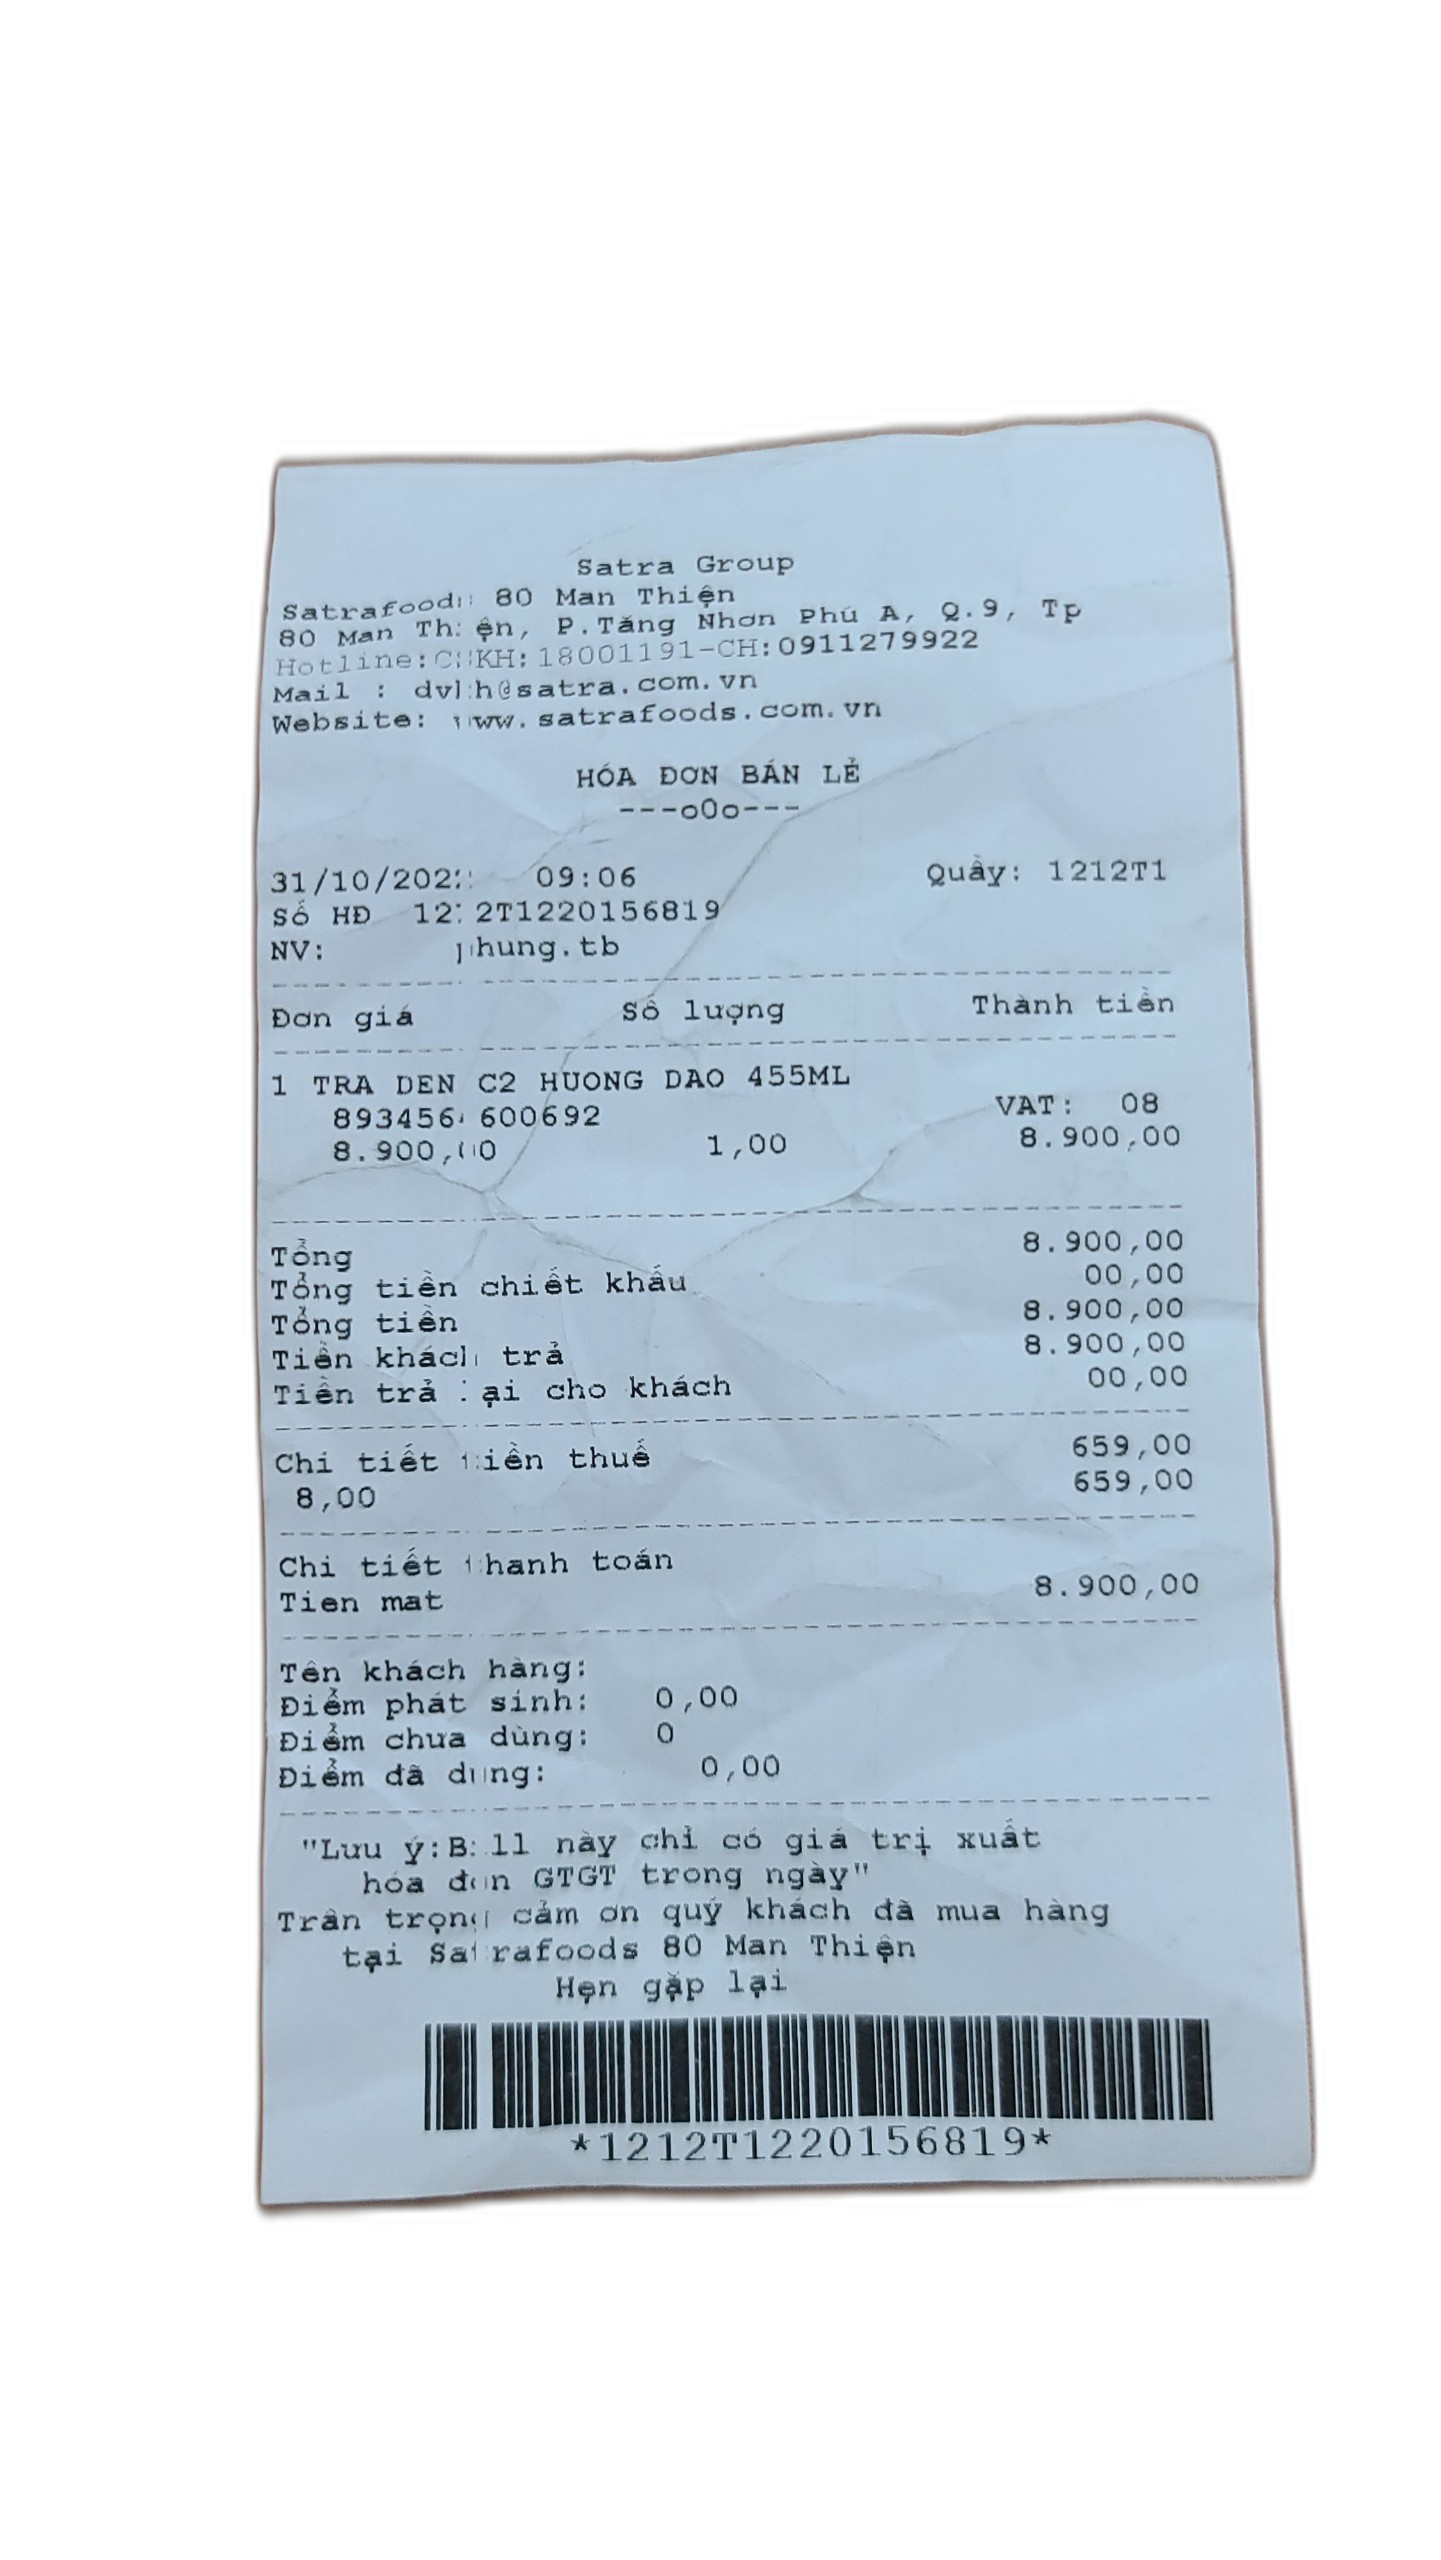 Satra Group
Satrafoods 80 Man Thiện
80 Man Thiện, P.Tăng Nhơn Phú A, Q.9, Tp
Hotline:CSKH:18001191-CH:0911279922
Mail : dvkh@satra.com.vn
Website: www.satrafoods.com.vn
HÓA ĐƠN BÁN LẺ
---o0o---
09:06 Quầy: 1212T1
Số HĐ 1212T1220156819
NV: phung.tb
Đơn giá Số lượng Thành tiền
1 TRA DEN C2 HUONG DAO 455ML
VAT: 08
8.900,00 1,00 8.900,00
Tổng 8.900,00
Tổng tiền chiết khấu 00,00
Tổng tiền 8.900,00
Tiền khách trả 8.900,00
Tiền trả lại cho khách 00,00
Chi tiết tiền thuế 659,00
8,00 659,00
Chi tiết thanh toán
Tien mat 8.900,00
Tên khách hàng:
Điểm phát sinh: 0,00
Điểm chưa dùng: 0
Điểm đã dùng: 0,00
"Lưu ý:Bill này chỉ có giá trị xuất
hóa đơn GTGT trong ngày"
Trân trọng cảm ơn quý khách đã mua hàng
tại Satrafoods 80 Man Thiện
Hẹn gặp lại
*1212T1220156819*